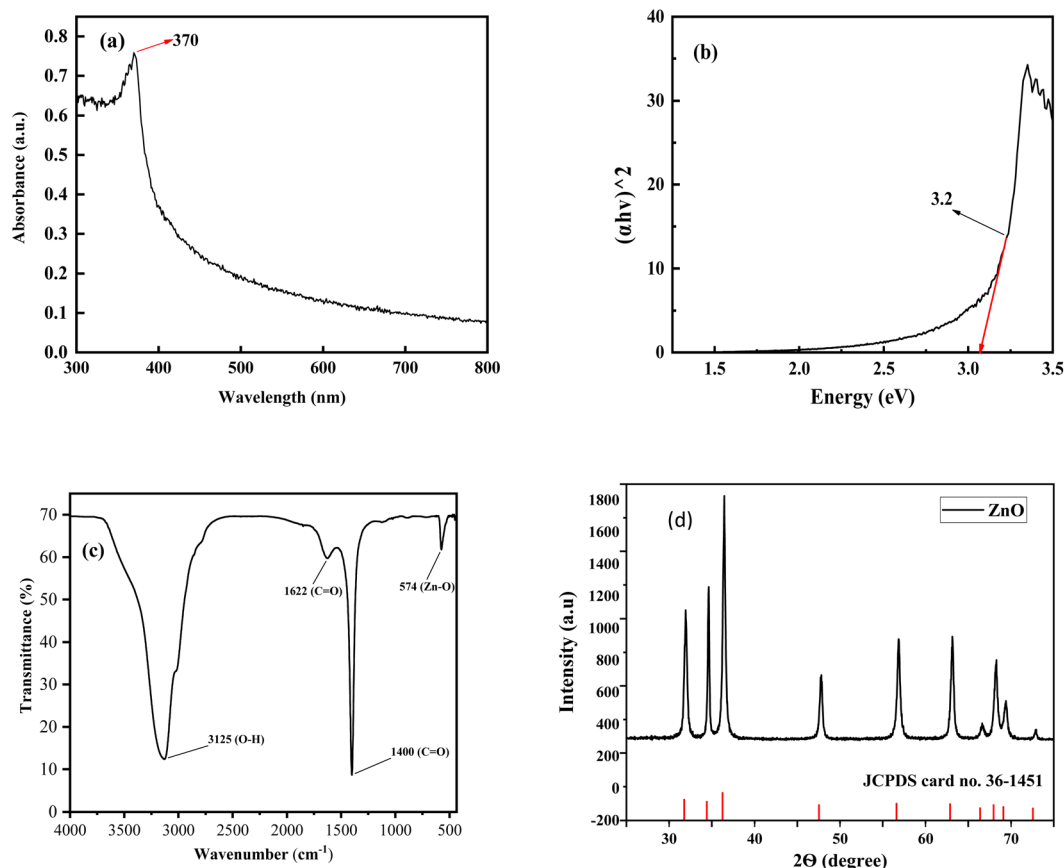 (a)
370
0.8
0.7
0.6
0.5
0.4
0.3
0.2
0.1
0.0
300 400 500 600 700 800
Absorbance (a.u.)
Wavelength (nm)
(b)
3.2
40
30
20
10
0
1.5 2.0 2.5 3.0 3.5
(αhv)^2
Energy (eV)
(c)
70
60
50
40
30
20
10
0
4000 3500 3000 2500 2000 1500 1000 500
Transmittance (%)
Wavenumber (cm-1)
1622 (C=O)
574 (Zn-O)
3125 (O-H)
1400 (C=O)
(d)
ZnO
1800
1600
1400
1200
1000
800
600
400
200
0
-200
30 40 50 60 70
Intensity (a.u)
JCPDS card no. 36-1451
2Θ (degree)